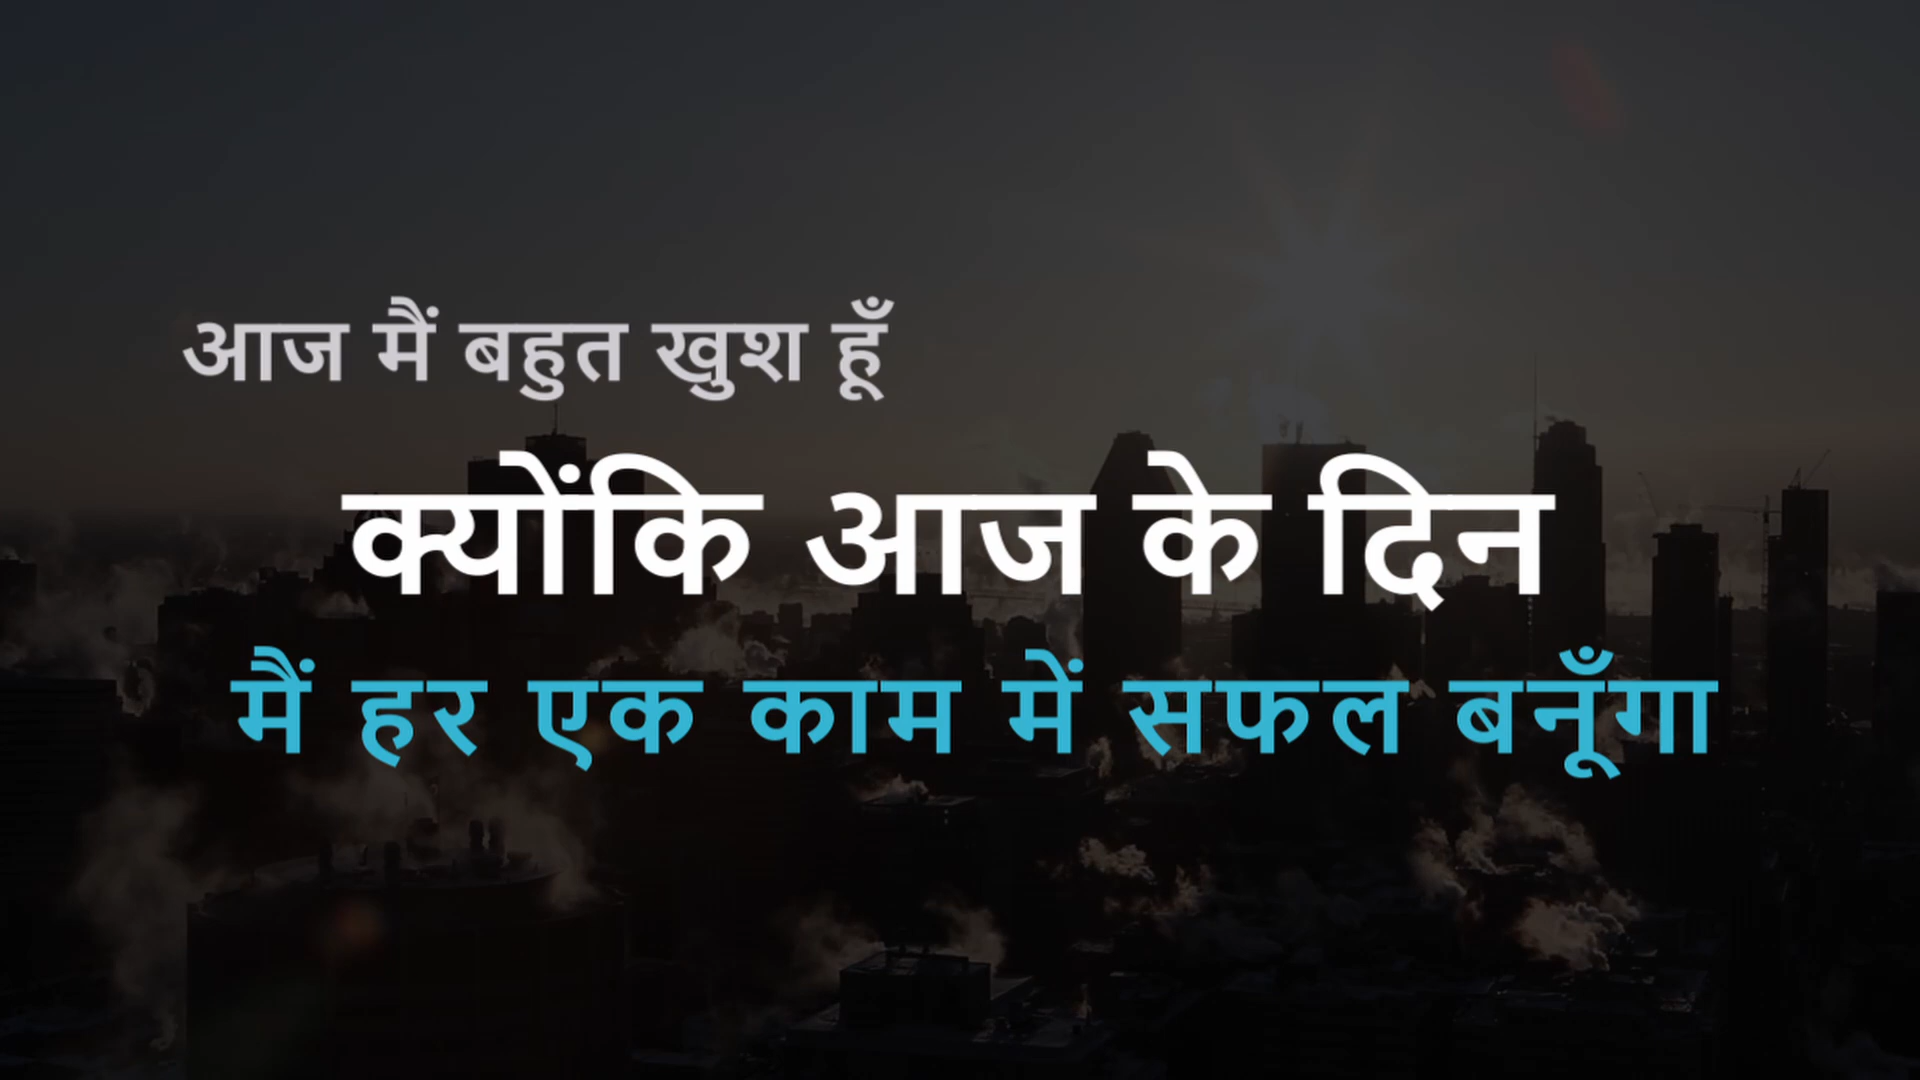 आज मैं बहुत खुश हूँ
क्योंकि आज के दिन
मैं हर एक काम में सफल बनूँगा